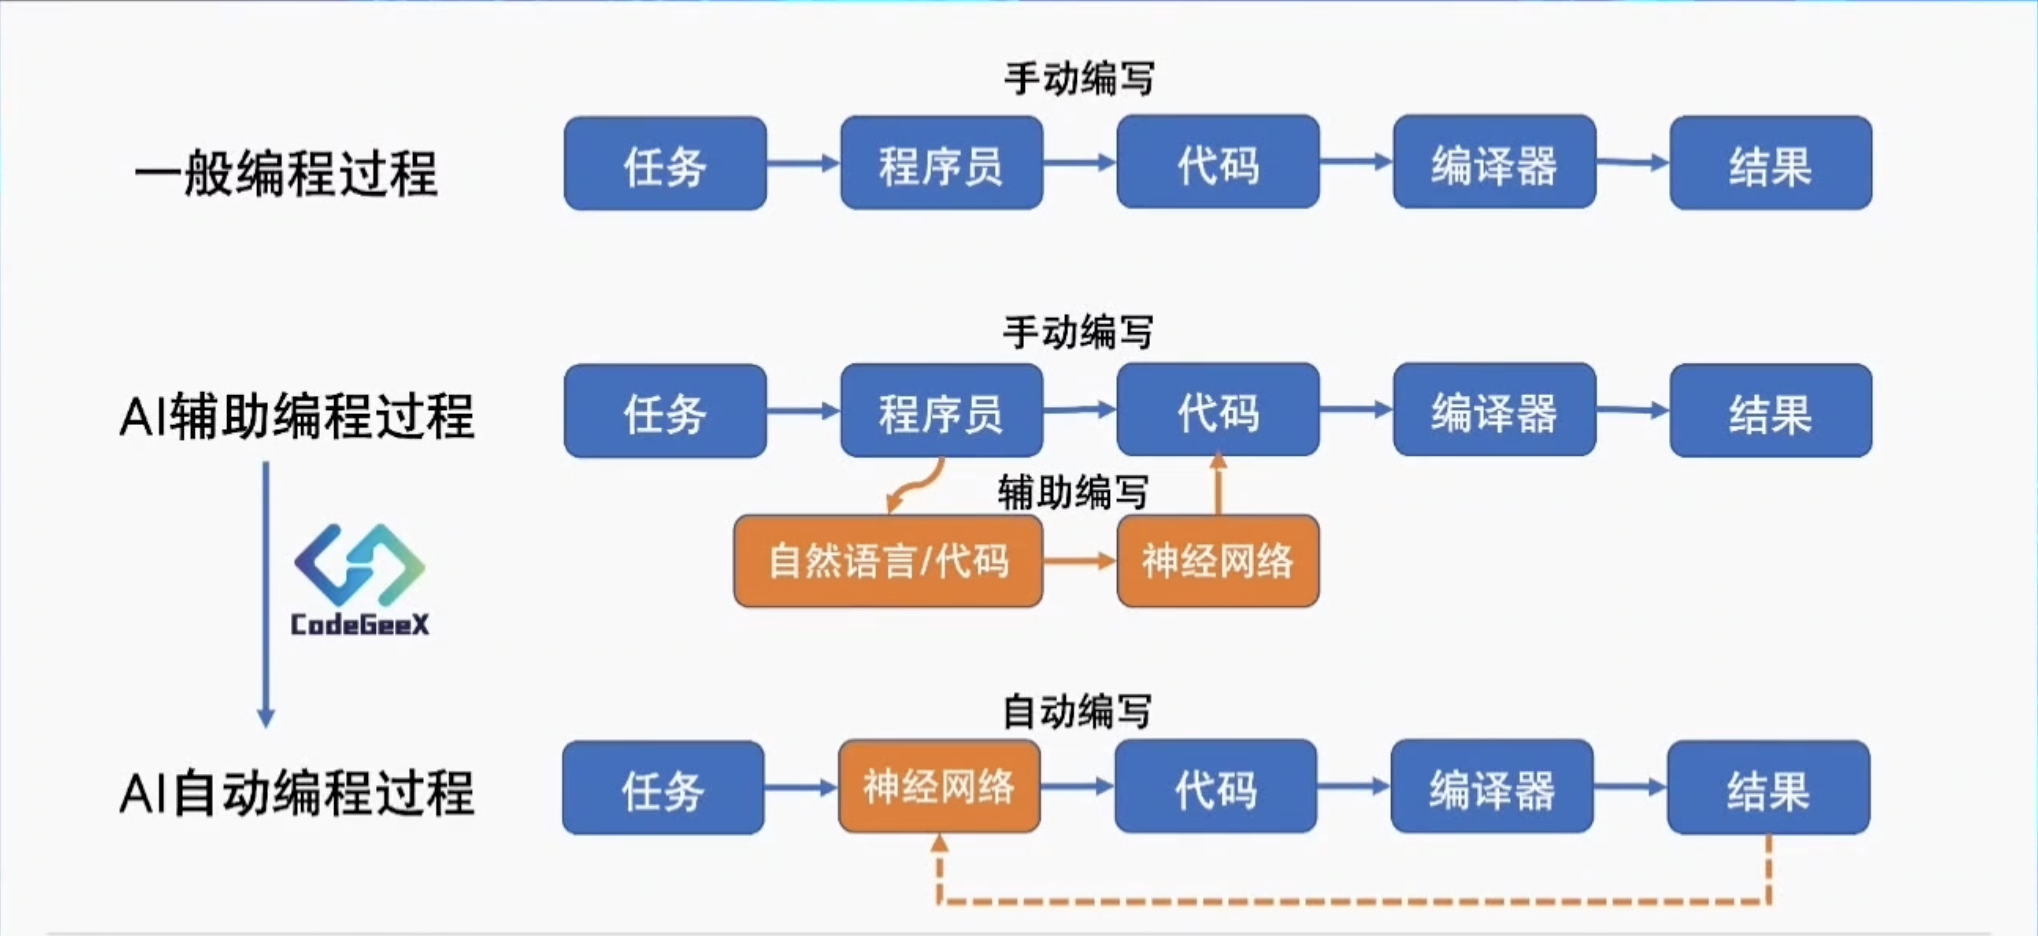 手动编写
一般编程过程
任务
程序员
代码
编译器
结果
手动编写
AI辅助编程过程
任务
程序员
代码
编译器
结果
辅助编写
自然语言/代码
神经网络
CodeGeeX
自动编写
AI自动编程过程
任务
神经网络
代码
编译器
结果